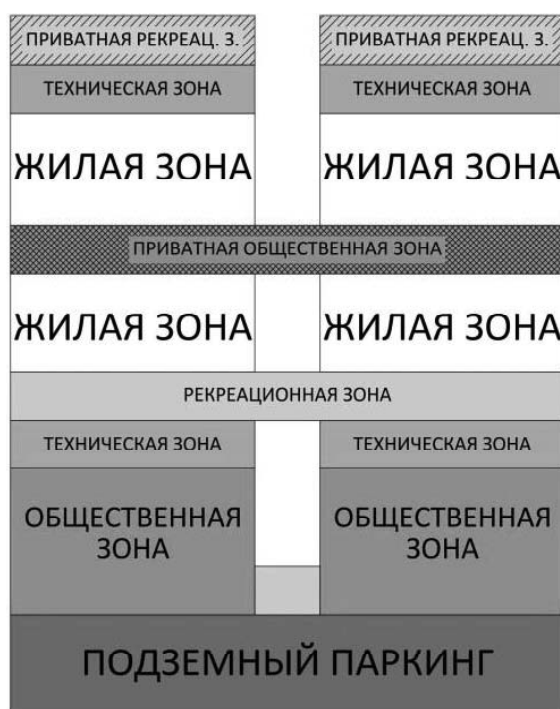 ПРИВАТНАЯ РЕКРЕАЦ. З. ПРИВАТНАЯ РЕКРЕАЦ. З.
ТЕХНИЧЕСКАЯ ЗОНА ТЕХНИЧЕСКАЯ ЗОНА
ЖИЛАЯ ЗОНА ЖИЛАЯ ЗОНА
ПРИВАТНАЯ ОБЩЕСТВЕННАЯ ЗОНА
ЖИЛАЯ ЗОНА ЖИЛАЯ ЗОНА
РЕКРЕАЦИОННАЯ ЗОНА
ТЕХНИЧЕСКАЯ ЗОНА ТЕХНИЧЕСКАЯ ЗОНА
ОБЩЕСТВЕННАЯ
ЗОНА
ОБЩЕСТВЕННАЯ
ЗОНА
ПОДЗЕМНЫЙ ПАРКИНГ